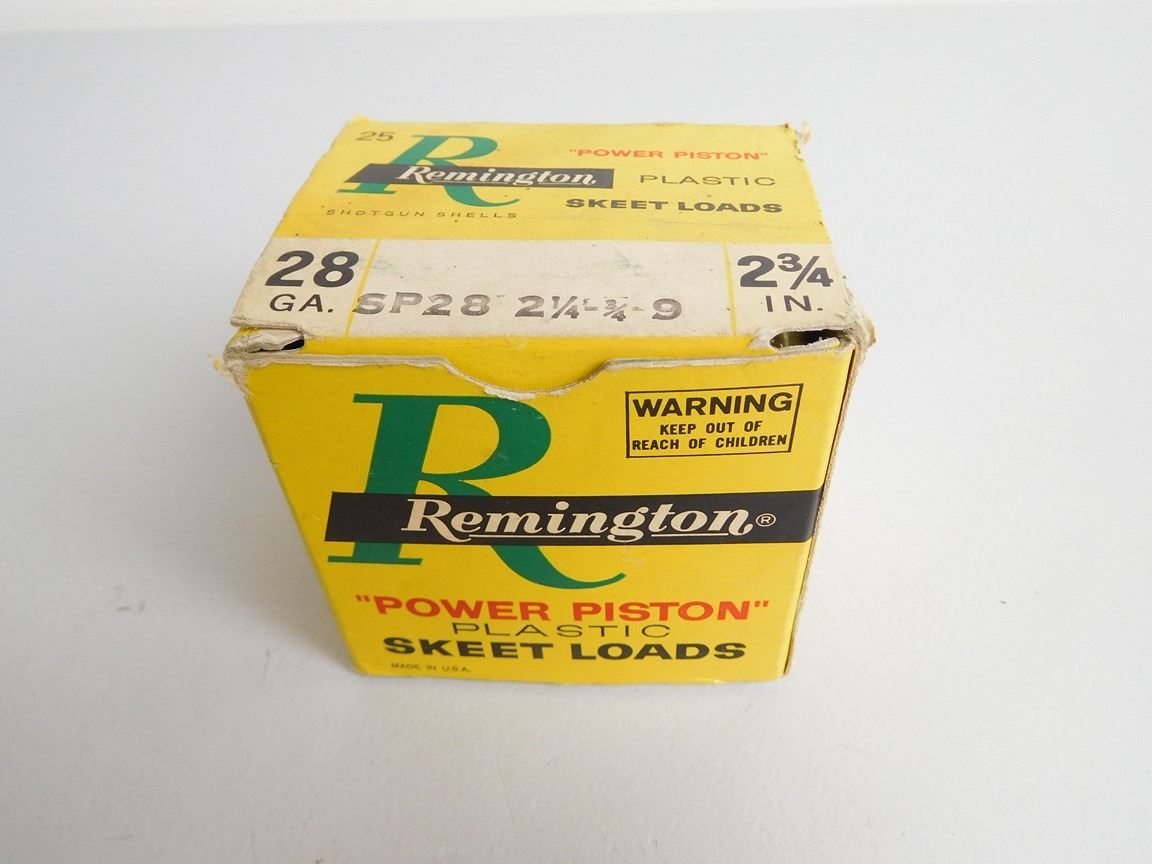 25
R
Remington
SHOTGUN SHELLS
"POWER PISTON"
PLASTIC
SKEET LOADS
28
GA.
SP28 2¼-¾-9
2¾
IN.
WARNING
KEEP OUT OF
REACH OF CHILDREN
R
Remington®
"POWER PISTON"
PLASTIC
SKEET LOADS
MADE IN U.S.A.